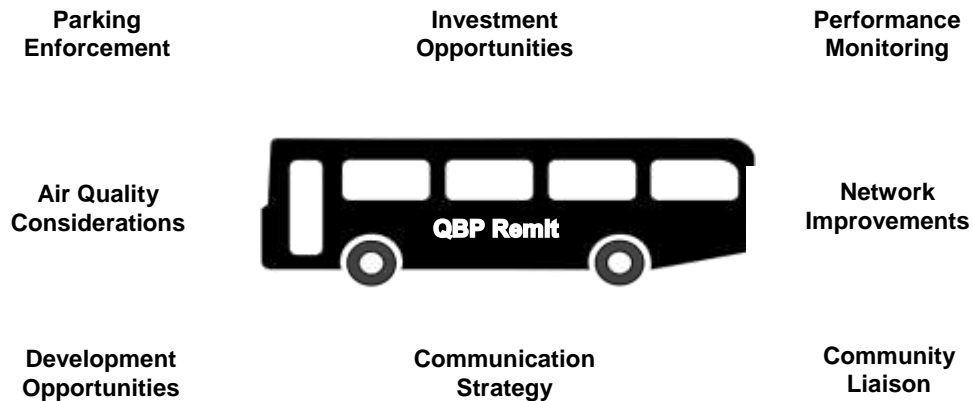 Parking
Enforcement
Investment
Opportunities
Performance
Monitoring
Air Quality
Considerations
QBP Remit
Network
Improvements
Development
Opportunities
Communication
Strategy
Community
Liaison